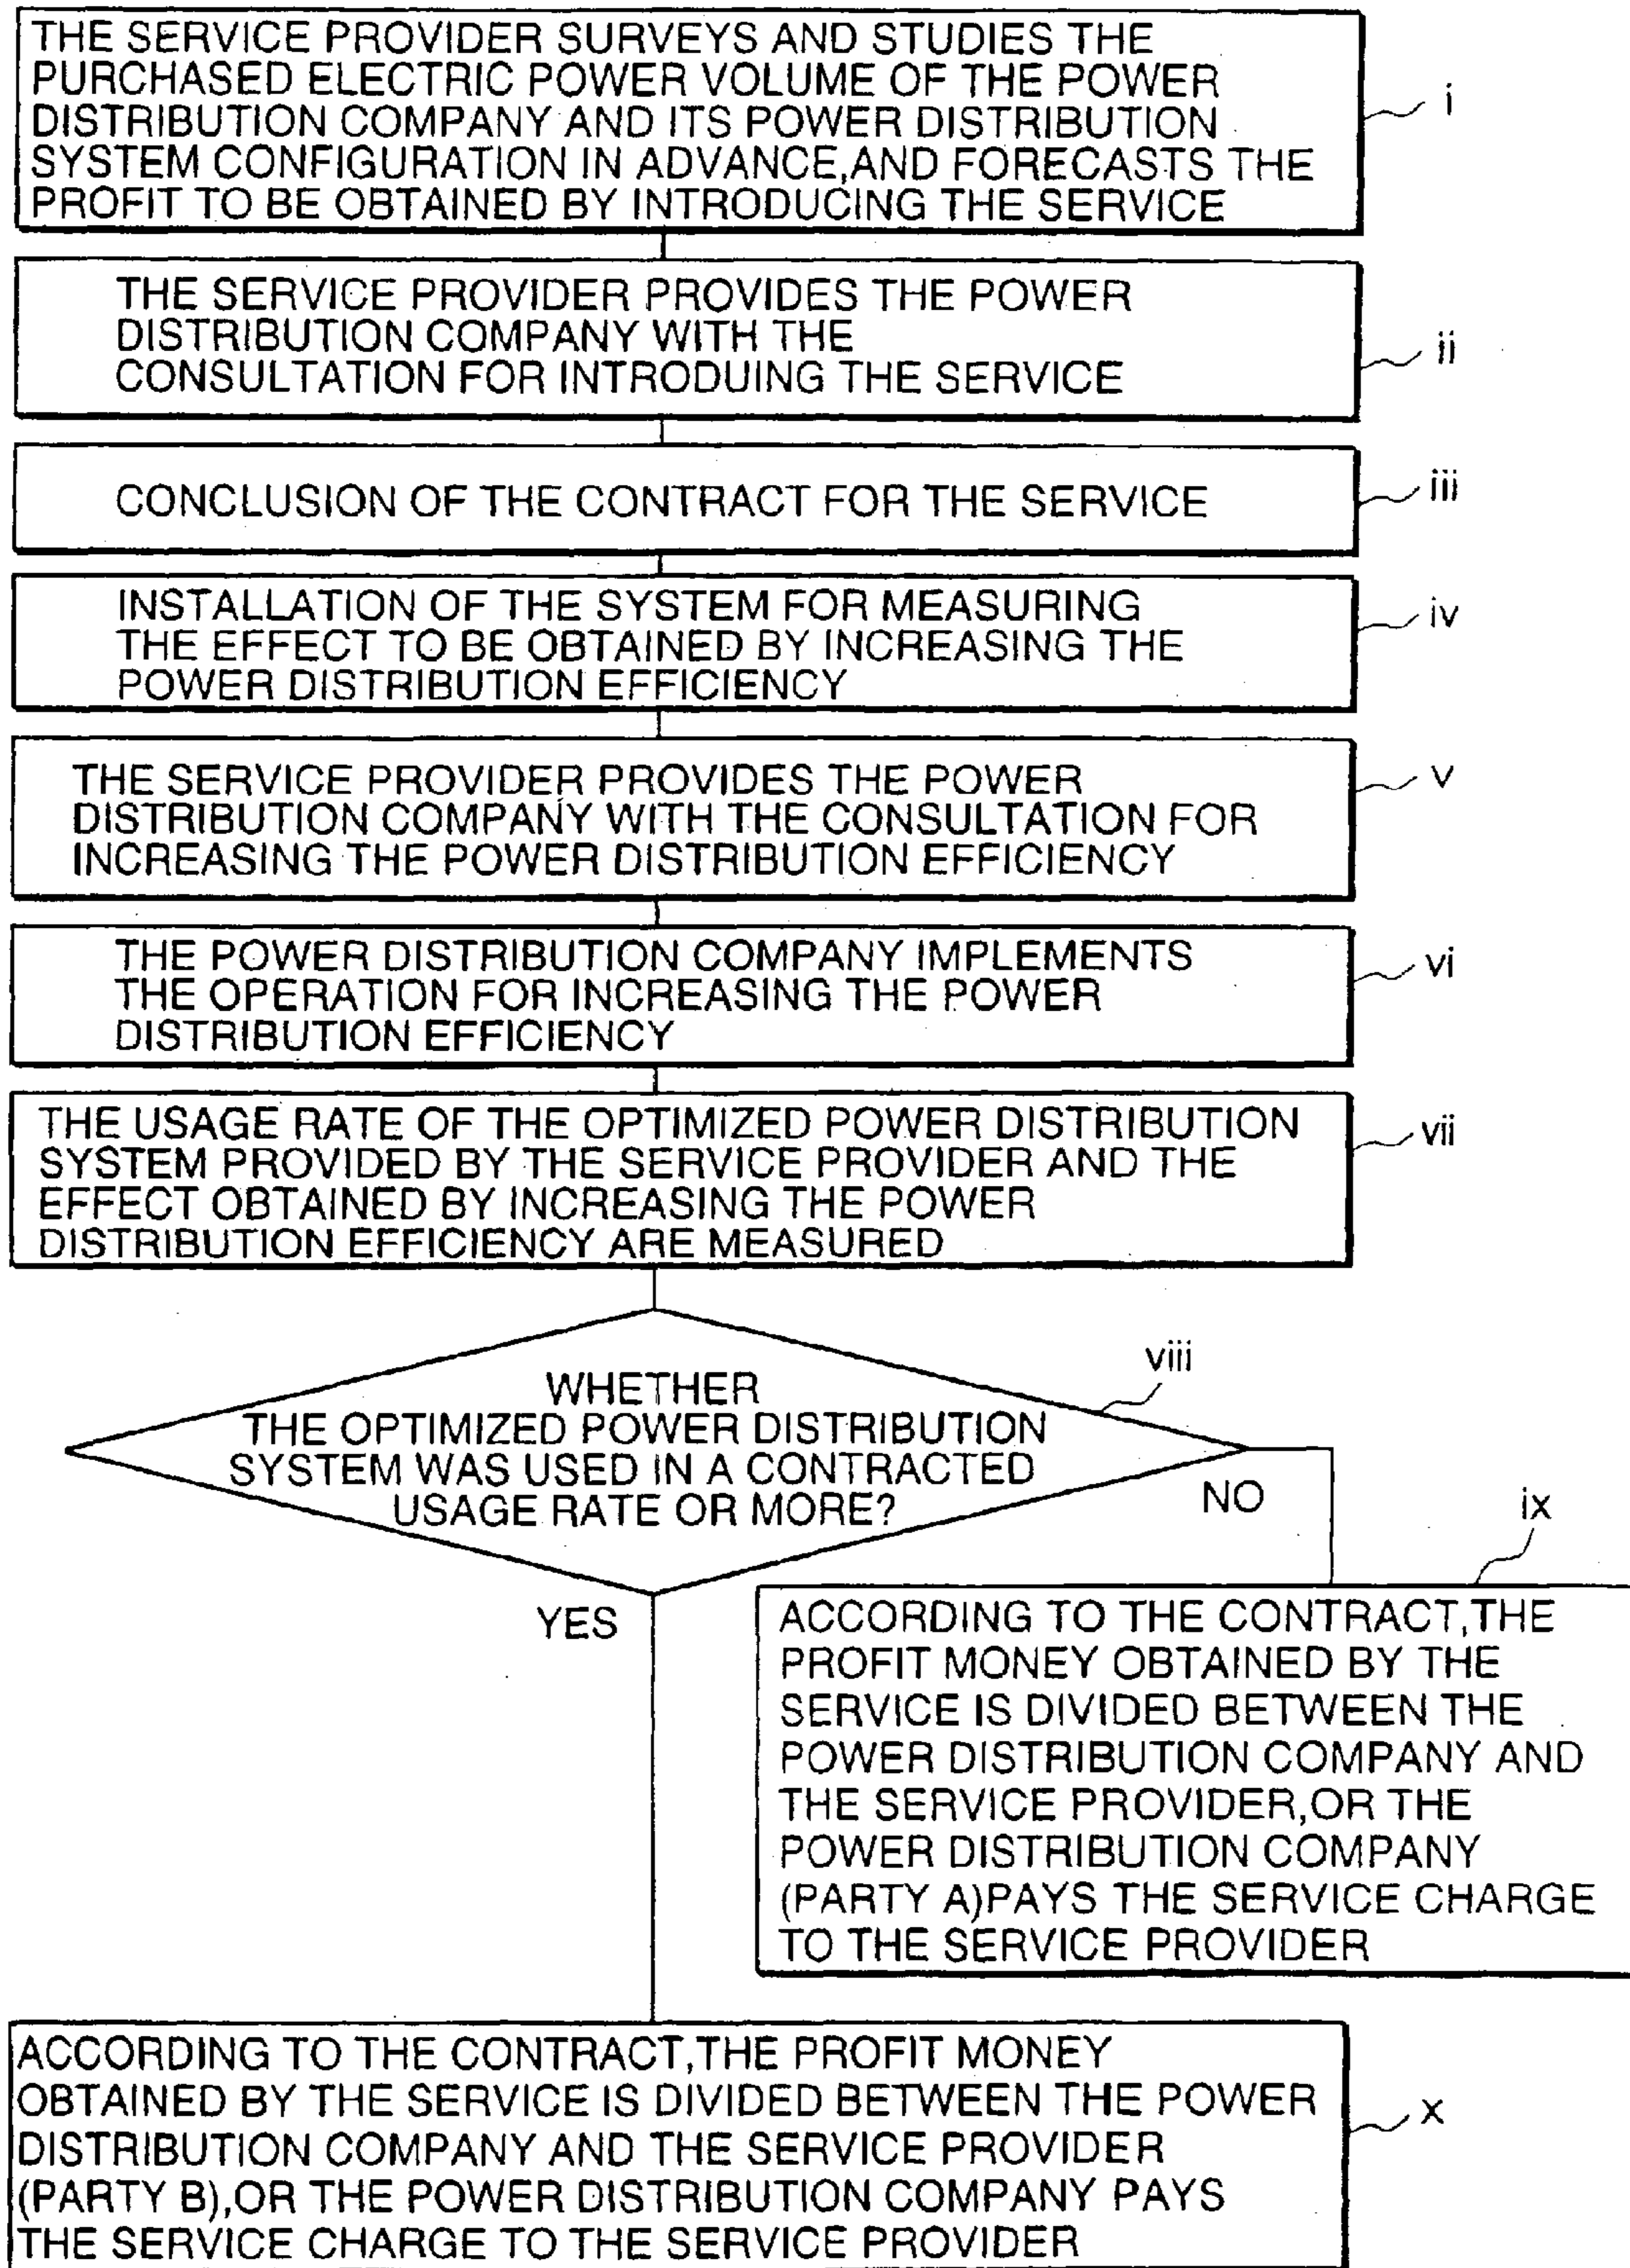 THE SERVICE PROVIDER SURVEYS AND STUDIES THE
PURCHASED ELECTRIC POWER VOLUME OF THE POWER
DISTRIBUTION COMPANY AND ITS POWER DISTRIBUTION
SYSTEM CONFIGURATION IN ADVANCE,AND FORECASTS THE
PROFIT TO BE OBTAINED BY INTRODUCING THE SERVICE
i
THE SERVICE PROVIDER PROVIDES THE POWER
DISTRIBUTION COMPANY WITH THE
CONSULTATION FOR INTRODUING THE SERVICE
ii
CONCLUSION OF THE CONTRACT FOR THE SERVICE
iii
INSTALLATION OF THE SYSTEM FOR MEASURING
THE EFFECT TO BE OBTAINED BY INCREASING THE
POWER DISTRIBUTION EFFICIENCY
iv
THE SERVICE PROVIDER PROVIDES THE POWER
DISTRIBUTION COMPANY WITH THE CONSULTATION FOR
INCREASING THE POWER DISTRIBUTION EFFICIENCY
v
THE POWER DISTRIBUTION COMPANY IMPLEMENTS
THE OPERATION FOR INCREASING THE POWER
DISTRIBUTION EFFICIENCY
vi
THE USAGE RATE OF THE OPTIMIZED POWER DISTRIBUTION
SYSTEM PROVIDED BY THE SERVICE PROVIDER AND THE
EFFECT OBTAINED BY INCREASING THE POWER
DISTRIBUTION EFFICIENCY ARE MEASURED
vii
WHETHER
THE OPTIMIZED POWER DISTRIBUTION
SYSTEM WAS USED IN A CONTRACTED
USAGE RATE OR MORE?
viii
NO
YES
ix
ACCORDING TO THE CONTRACT,THE
PROFIT MONEY OBTAINED BY THE
SERVICE IS DIVIDED BETWEEN THE
POWER DISTRIBUTION COMPANY AND
THE SERVICE PROVIDER,OR THE
POWER DISTRIBUTION COMPANY
(PARTY A)PAYS THE SERVICE CHARGE
TO THE SERVICE PROVIDER
ACCORDING TO THE CONTRACT,THE PROFIT MONEY
OBTAINED BY THE SERVICE IS DIVIDED BETWEEN THE POWER
DISTRIBUTION COMPANY AND THE SERVICE PROVIDER
(PARTY B),OR THE POWER DISTRIBUTION COMPANY PAYS
THE SERVICE CHARGE TO THE SERVICE PROVIDER
x